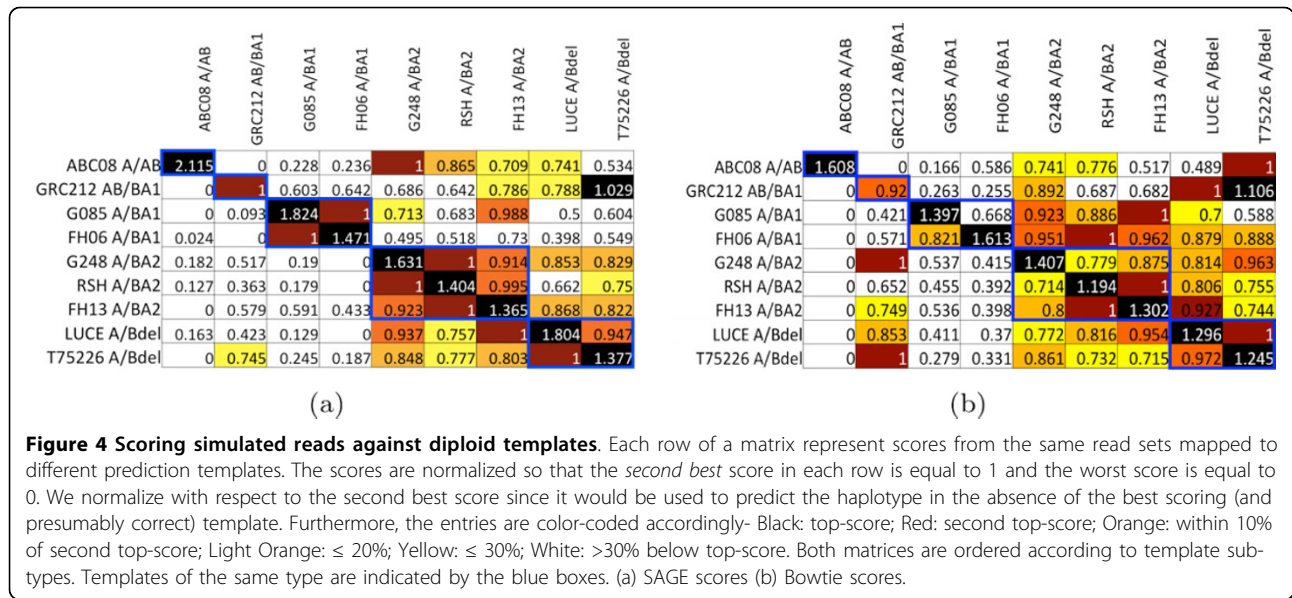 ABC08 A/AB GRC212 AB/BA1 G085 A/BA1 FH06 A/BA1 G248 A/BA2 RSH A/BA2 FH13 A/BA2 LUCE A/Bdel T75226 A/Bdel
ABC08 A/AB 2.115 0 0.228 0.236 1 0.865 0.709 0.741 0.534
GRC212 AB/BA1 0 1 0.603 0.642 0.686 0.642 0.786 0.788 1.029
G085 A/BA1 0 0.093 1.824 1 0.713 0.683 0.988 0.5 0.604
FH06 A/BA1 0.024 0 1 1.471 0.495 0.518 0.73 0.398 0.549
G248 A/BA2 0.182 0.517 0.19 0 1.631 1 0.914 0.853 0.829
RSH A/BA2 0.127 0.363 0.179 0 1 1.404 0.995 0.662 0.75
FH13 A/BA2 0 0.579 0.591 0.433 0.923 1 1.365 0.868 0.822
LUCE A/Bdel 0.163 0.423 0.129 0 0.937 0.757 1 1.804 0.947
T75226 A/Bdel 0 0.745 0.245 0.187 0.848 0.777 0.803 1 1.377
(a)
ABC08 A/AB GRC212 AB/BA1 G085 A/BA1 FH06 A/BA1 G248 A/BA2 RSH A/BA2 FH13 A/BA2 LUCE A/Bdel T75226 A/Bdel
ABC08 A/AB 1.608 0 0.166 0.586 0.741 0.776 0.517 0.489 1
GRC212 AB/BA1 0 0.92 0.263 0.255 0.892 0.687 0.682 1 1.106
G085 A/BA1 0 0.421 1.397 0.668 0.923 0.886 1 0.7 0.588
FH06 A/BA1 0 0.571 0.821 1.613 0.951 1 0.962 0.879 0.888
G248 A/BA2 0 1 0.537 0.415 1.407 0.779 0.875 0.814 0.963
RSH A/BA2 0 0.652 0.455 0.392 0.714 1.194 1 0.806 0.755
FH13 A/BA2 0 0.749 0.536 0.398 0.8 1 1.302 0.927 0.744
LUCE A/Bdel 0 0.853 0.411 0.37 0.772 0.816 0.954 1.296 1
T75226 A/Bdel 0 1 0.279 0.331 0.861 0.732 0.715 0.972 1.245
(b)
Figure 4 Scoring simulated reads against diploid templates. Each row of a matrix represent scores from the same read sets mapped to
different prediction templates. The scores are normalized so that the second best score in each row is equal to 1 and the worst score is equal to
0. We normalize with respect to the second best score since it would be used to predict the haplotype in the absence of the best scoring (and
presumably correct) template. Furthermore, the entries are color-coded accordingly- Black: top-score; Red: second top-score; Orange: within 10%
of second top-score; Light Orange: ≤ 20%; Yellow: ≤ 30%; White: >30% below top-score. Both matrices are ordered according to template sub-
types. Templates of the same type are indicated by the blue boxes. (a) SAGE scores (b) Bowtie scores.